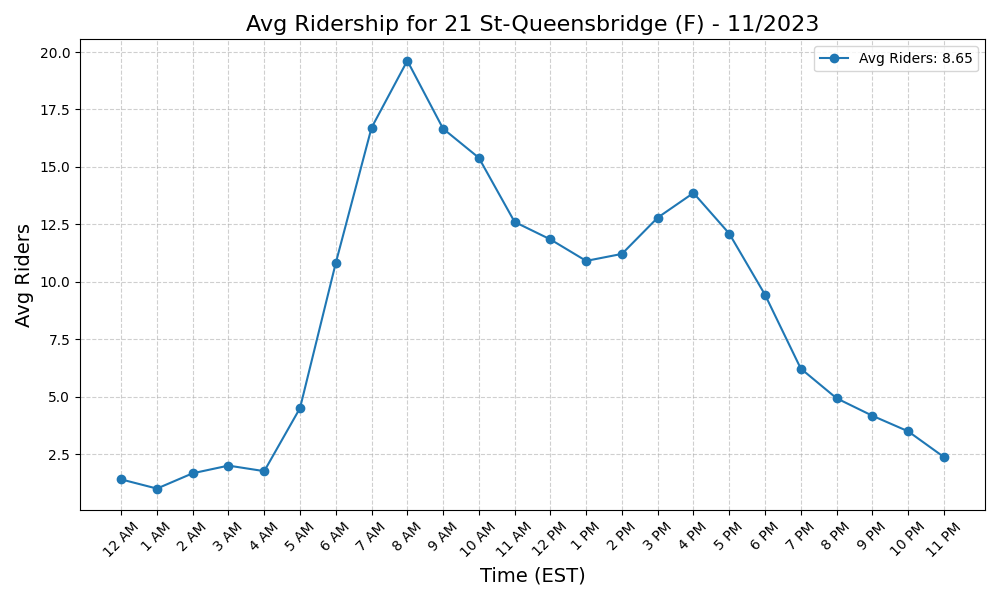 Avg Ridership for 21 St-Queensbridge (F) - 11/2023
Avg Riders: 8.65
Avg Riders
20.0
17.5
15.0
12.5
10.0
7.5
5.0
2.5
12 AM
1 AM
2 AM
3 AM
4 AM
5 AM
6 AM
7 AM
8 AM
9 AM
10 AM
11 AM
12 PM
1 PM
2 PM
3 PM
4 PM
5 PM
6 PM
7 PM
8 PM
9 PM
10 PM
11 PM
Time (EST)